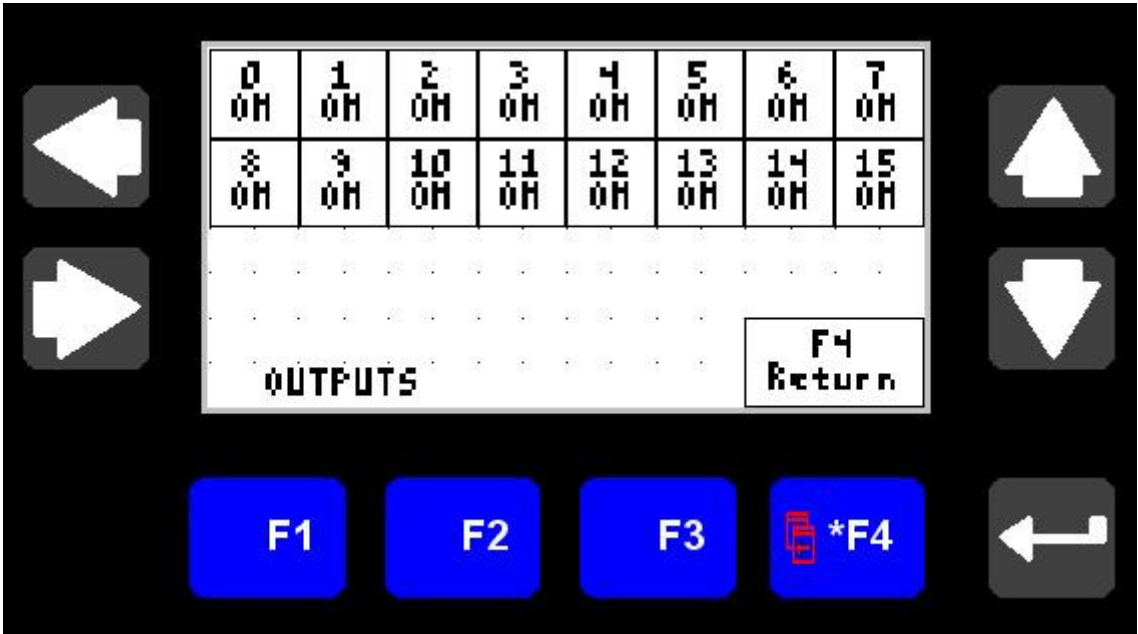 0 1 2 3 4 5 6 7
ON ON ON ON ON ON ON ON
8 9 10 11 12 13 14 15
ON ON ON ON ON ON ON ON
F4
OUTPUTS Return
F1 F2 F3 *F4